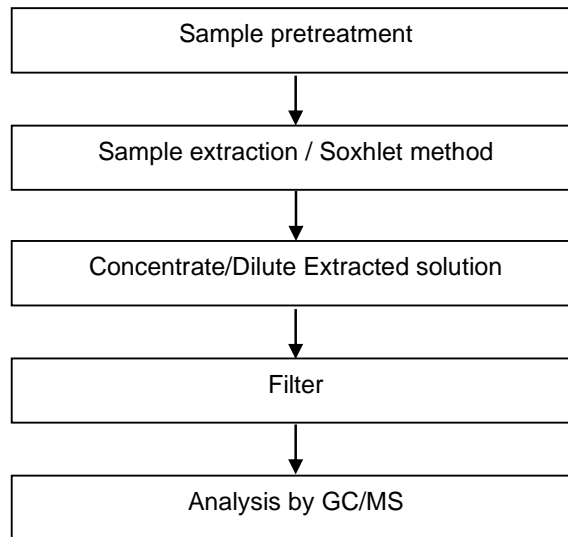 Sample pretreatment
Sample extraction / Soxhlet method
Concentrate/Dilute Extracted solution
Filter
Analysis by GC/MS